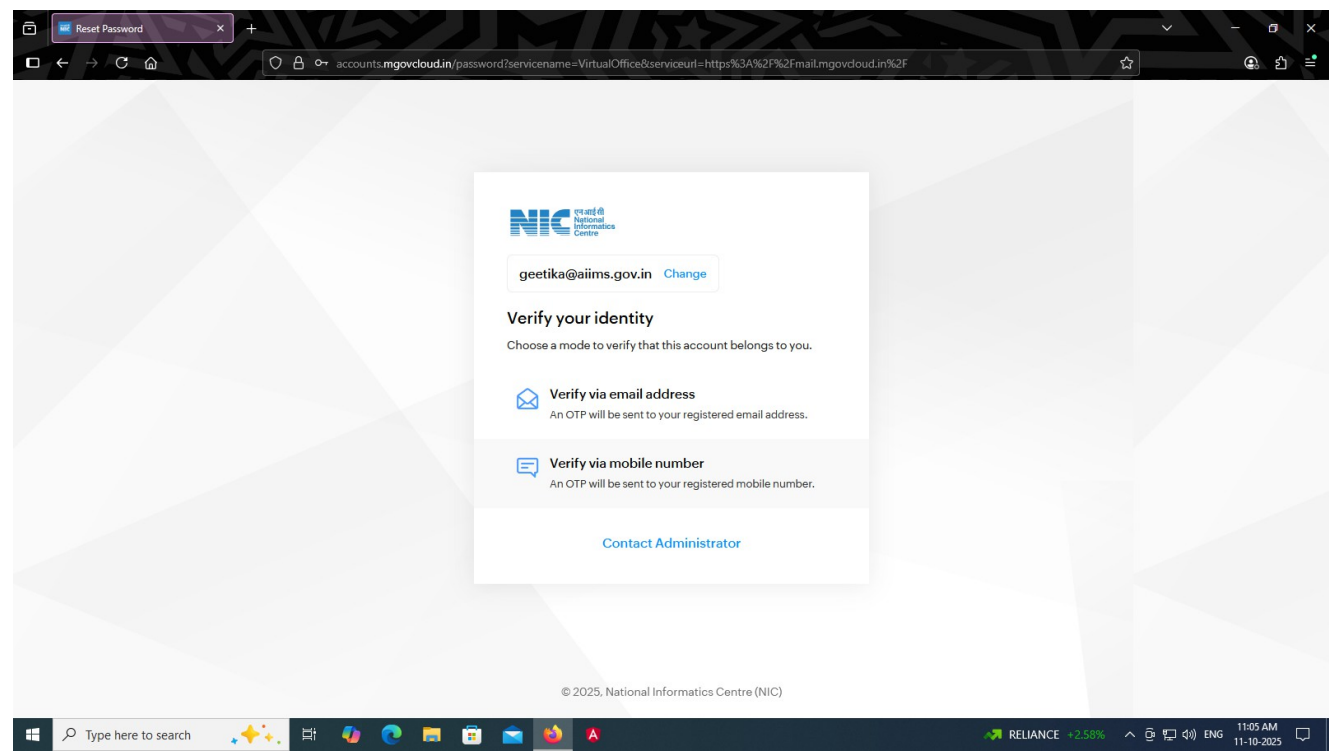 Reset Password
accounts.mgovcloud.in/password?servicename=VirtualOffice&serviceurl=https%3A%2F%2Fmail.mgovcloud.in%2F
NIC
एन आई सी
National
Informatics
Centre
geetika@aiims.gov.in Change
Verify your identity
Choose a mode to verify that this account belongs to you.
Verify via email address
An OTP will be sent to your registered email address.
Verify via mobile number
An OTP will be sent to your registered mobile number.
Contact Administrator
© 2025, National Informatics Centre (NIC)
Type here to search
RELIANCE +2.58%
ENG
11:05 AM
11-10-2025